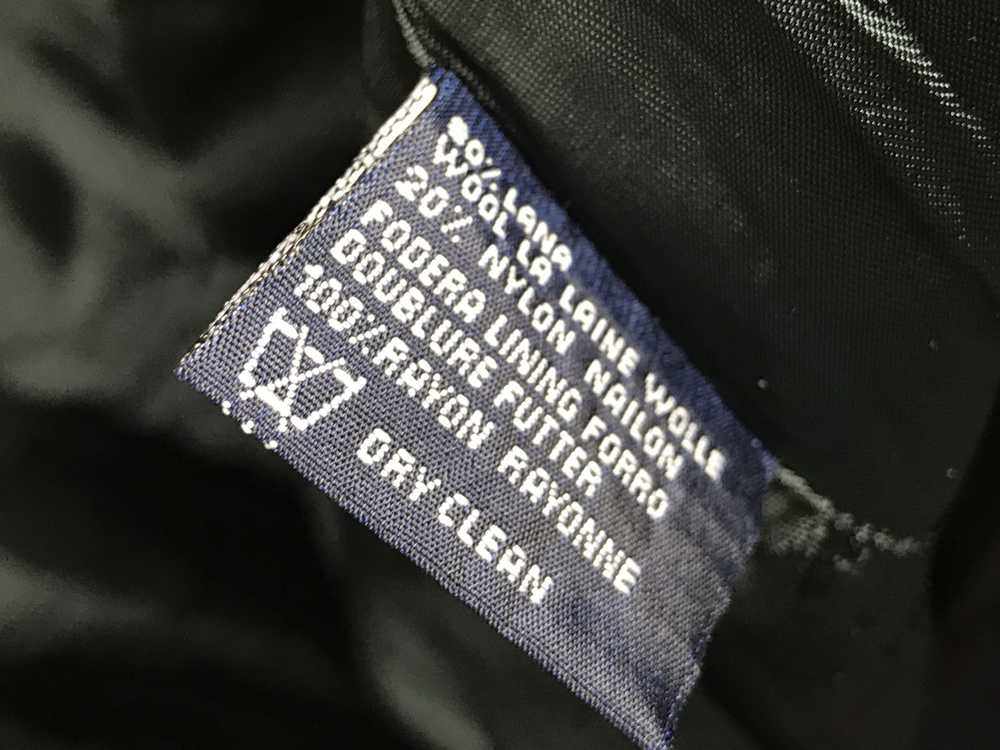 80% LANA
WOOL LA LAINE WOLLE
20% NYLON NAILON
FODERA LINING FORRO
DOUBLURE FUTTER
100% RAYON RAYONNE
DRY CLEAN